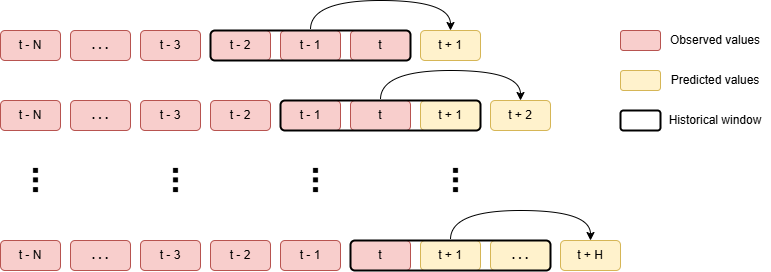 t - N ... t - 3 t - 2 t - 1 t t + 1
Observed values
Predicted values
t - N ... t - 3 t - 2 t - 1 t t + 1 t + 2
Historical window
t - N ... t - 3 t - 2 t - 1 t t + 1 ... t + H